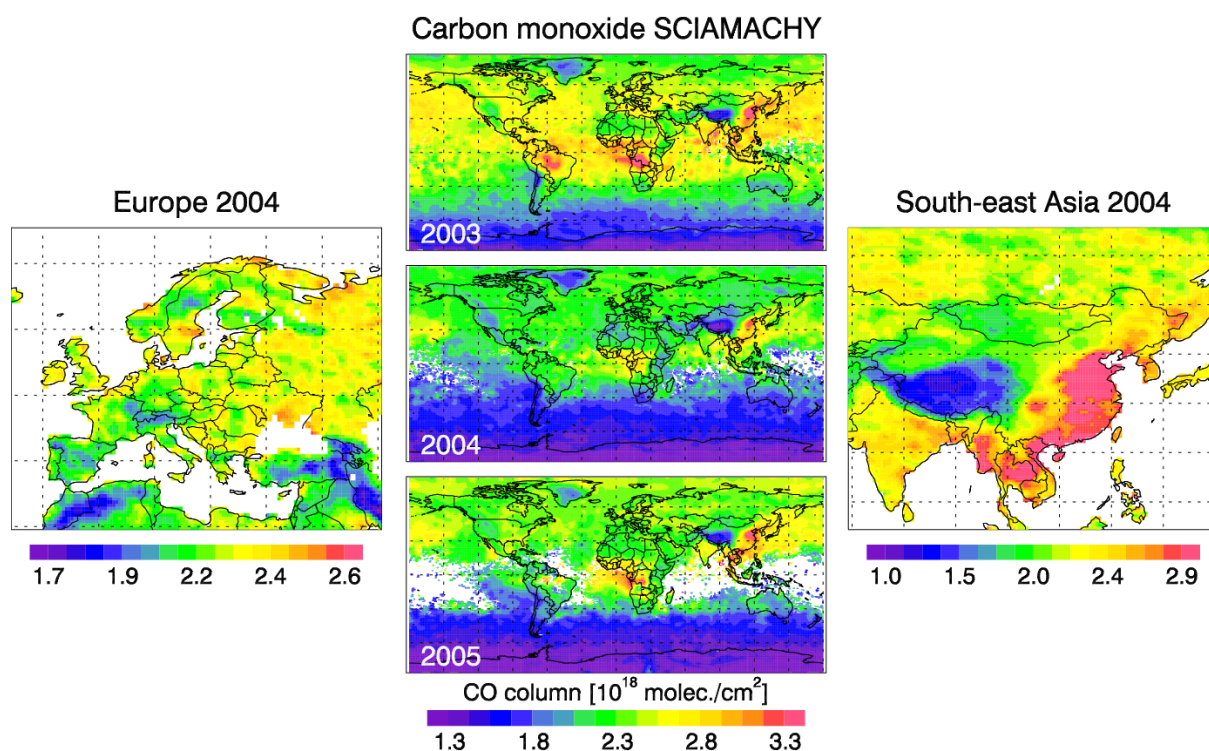 Carbon monoxide SCIAMACHY
2003
Europe 2004
South-east Asia 2004
2004
1.7 1.9 2.2 2.4 2.6
1.0 1.5 2.0 2.4 2.9
2005
CO column [10¹⁸ molec./cm²]
1.3 1.8 2.3 2.8 3.3